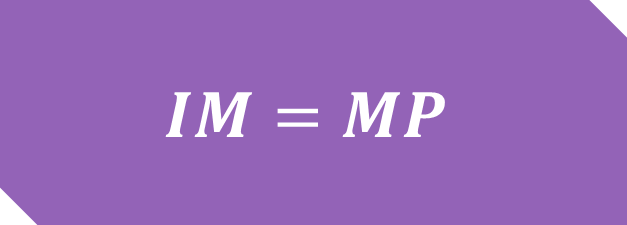 IM = MP